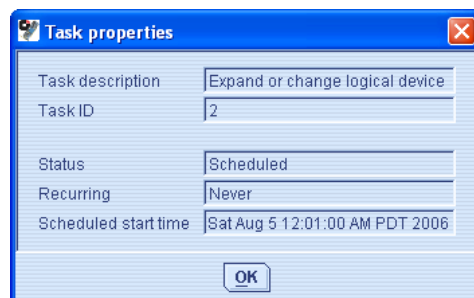 Task properties
Task description Expand or change logical device
Task ID 2
Status Scheduled
Recurring Never
Scheduled start time Sat Aug 5 12:01:00 AM PDT 2006
OK